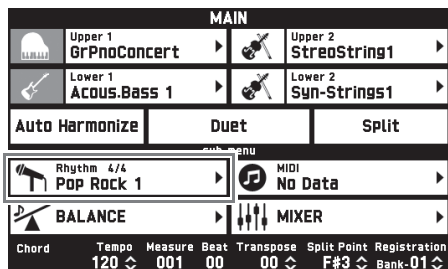 MAIN
Upper 1
GrPnoConcert
Upper 2
StreoString1
Lower 1
Acous.Bass 1
Lower 2
Syn-Strings1
Auto Harmonize Duet Split
sub menu
Rhythm 4/4
Pop Rock 1
MIDI
No Data
BALANCE
MIXER
Chord Tempo Measure Beat Transpose Split Point Registration
120 001 00 00 F#3 Bank-01